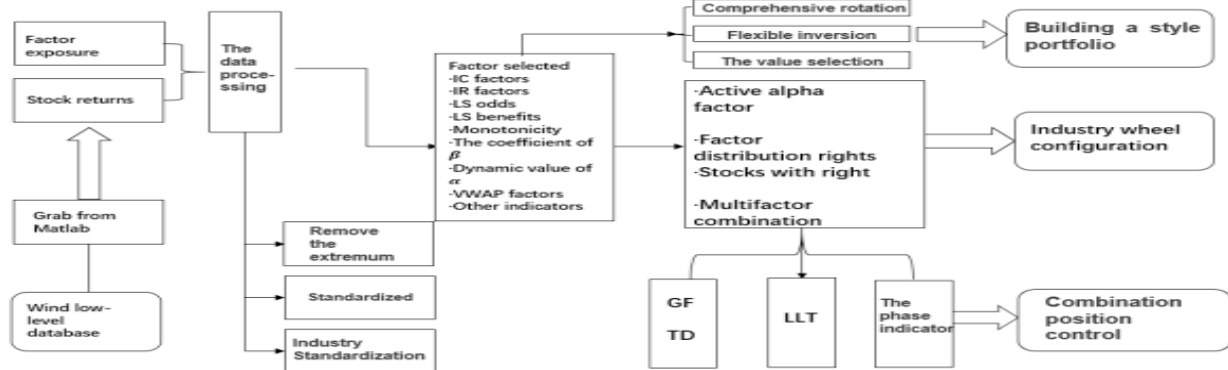 Factor
exposure
Stock returns
Grab from
Matlab
Wind low-
level
database
The
data
proce-
ssing
Remove
the
extremum
Standardized
Industry
Standardization
Factor selected
-IC factors
-IR factors
-LS odds
-LS benefits
-Monotonicity
-The coefficient of
β
-Dynamic value of
α
-VWAP factors
-Other indicators
Comprehensive rotation
Flexible inversion
The value selection
Building a style
portfolio
-Active alpha
factor
-Factor
distribution rights
-Stocks with right
-Multifactor
combination
Industry wheel
configuration
GF
TD
LLT
The
phase
indicator
Combination
position
control